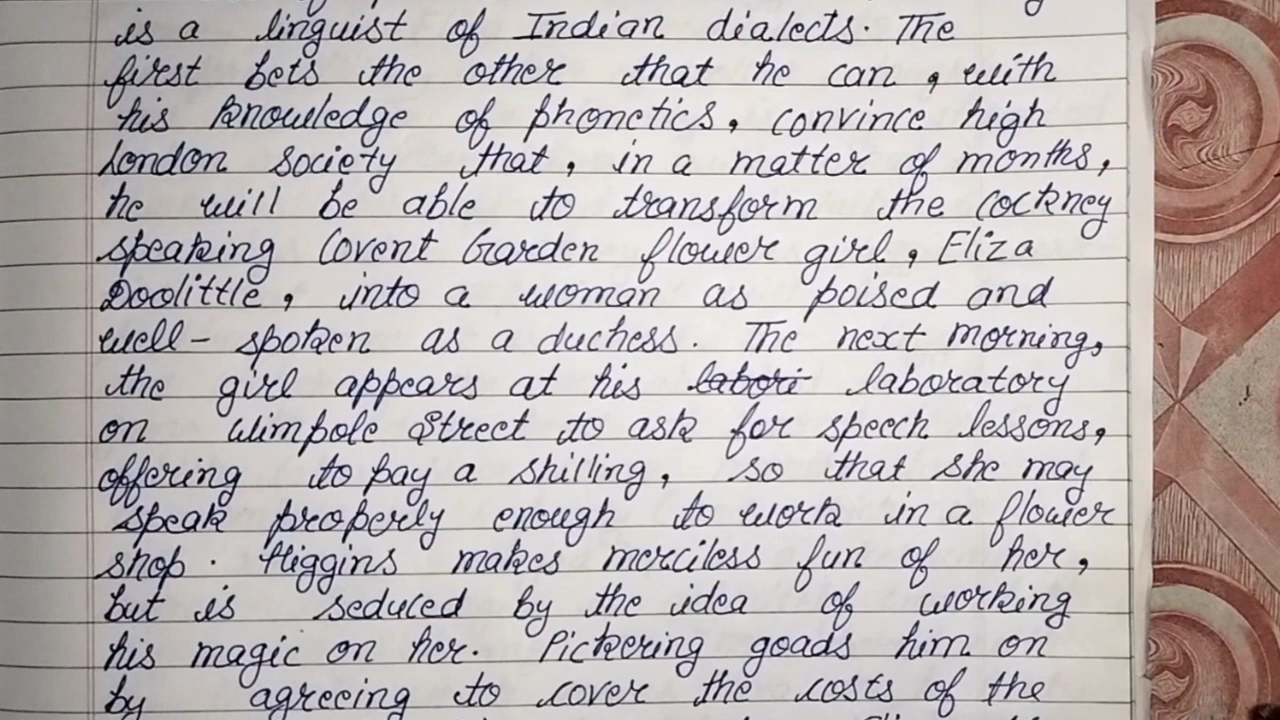 is a linguist of Indian dialects. The
first bets the other that he can, with
his knowledge of phonetics, convince high
London society that, in a matter of months,
he will be able to transform the cockney
speaking Covent Garden flower girl, Eliza
Doolittle, into a woman as poised and
well-spoken as a duchess. The next morning,
the girl appears at his labori laboratory
on Wimpole Street to ask for speech lessons,
offering to pay a shilling, so that she may
speak properly enough to work in a flower
shop. Higgins makes merciless fun of her,
but is seduced by the idea of working
his magic on her. Pickering goads him on
by agreeing to cover the costs of the